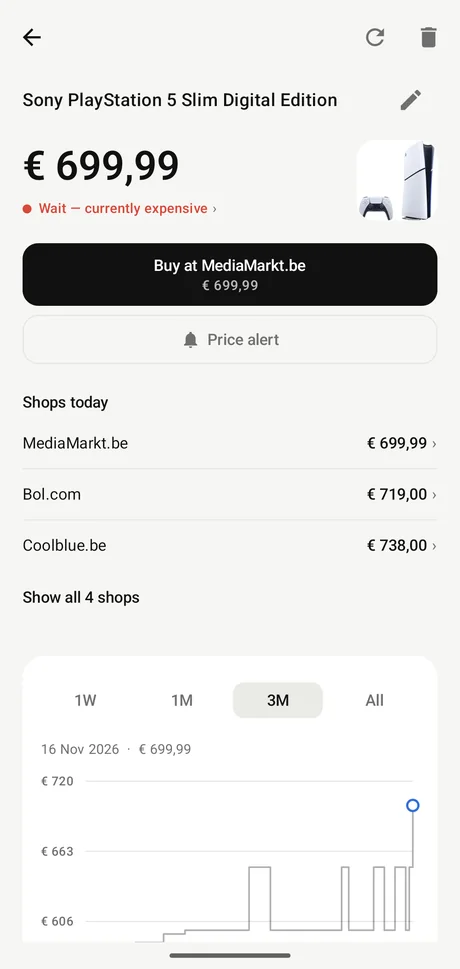 Sony PlayStation 5 Slim Digital Edition
€ 699,99
Wait — currently expensive ›
Buy at MediaMarkt.be
€ 699,99
Price alert
Shops today
MediaMarkt.be € 699,99 ›
Bol.com € 719,00 ›
Coolblue.be € 738,00 ›
Show all 4 shops
1W 1M 3M All
16 Nov 2026 · € 699,99
€ 720
€ 663
€ 606